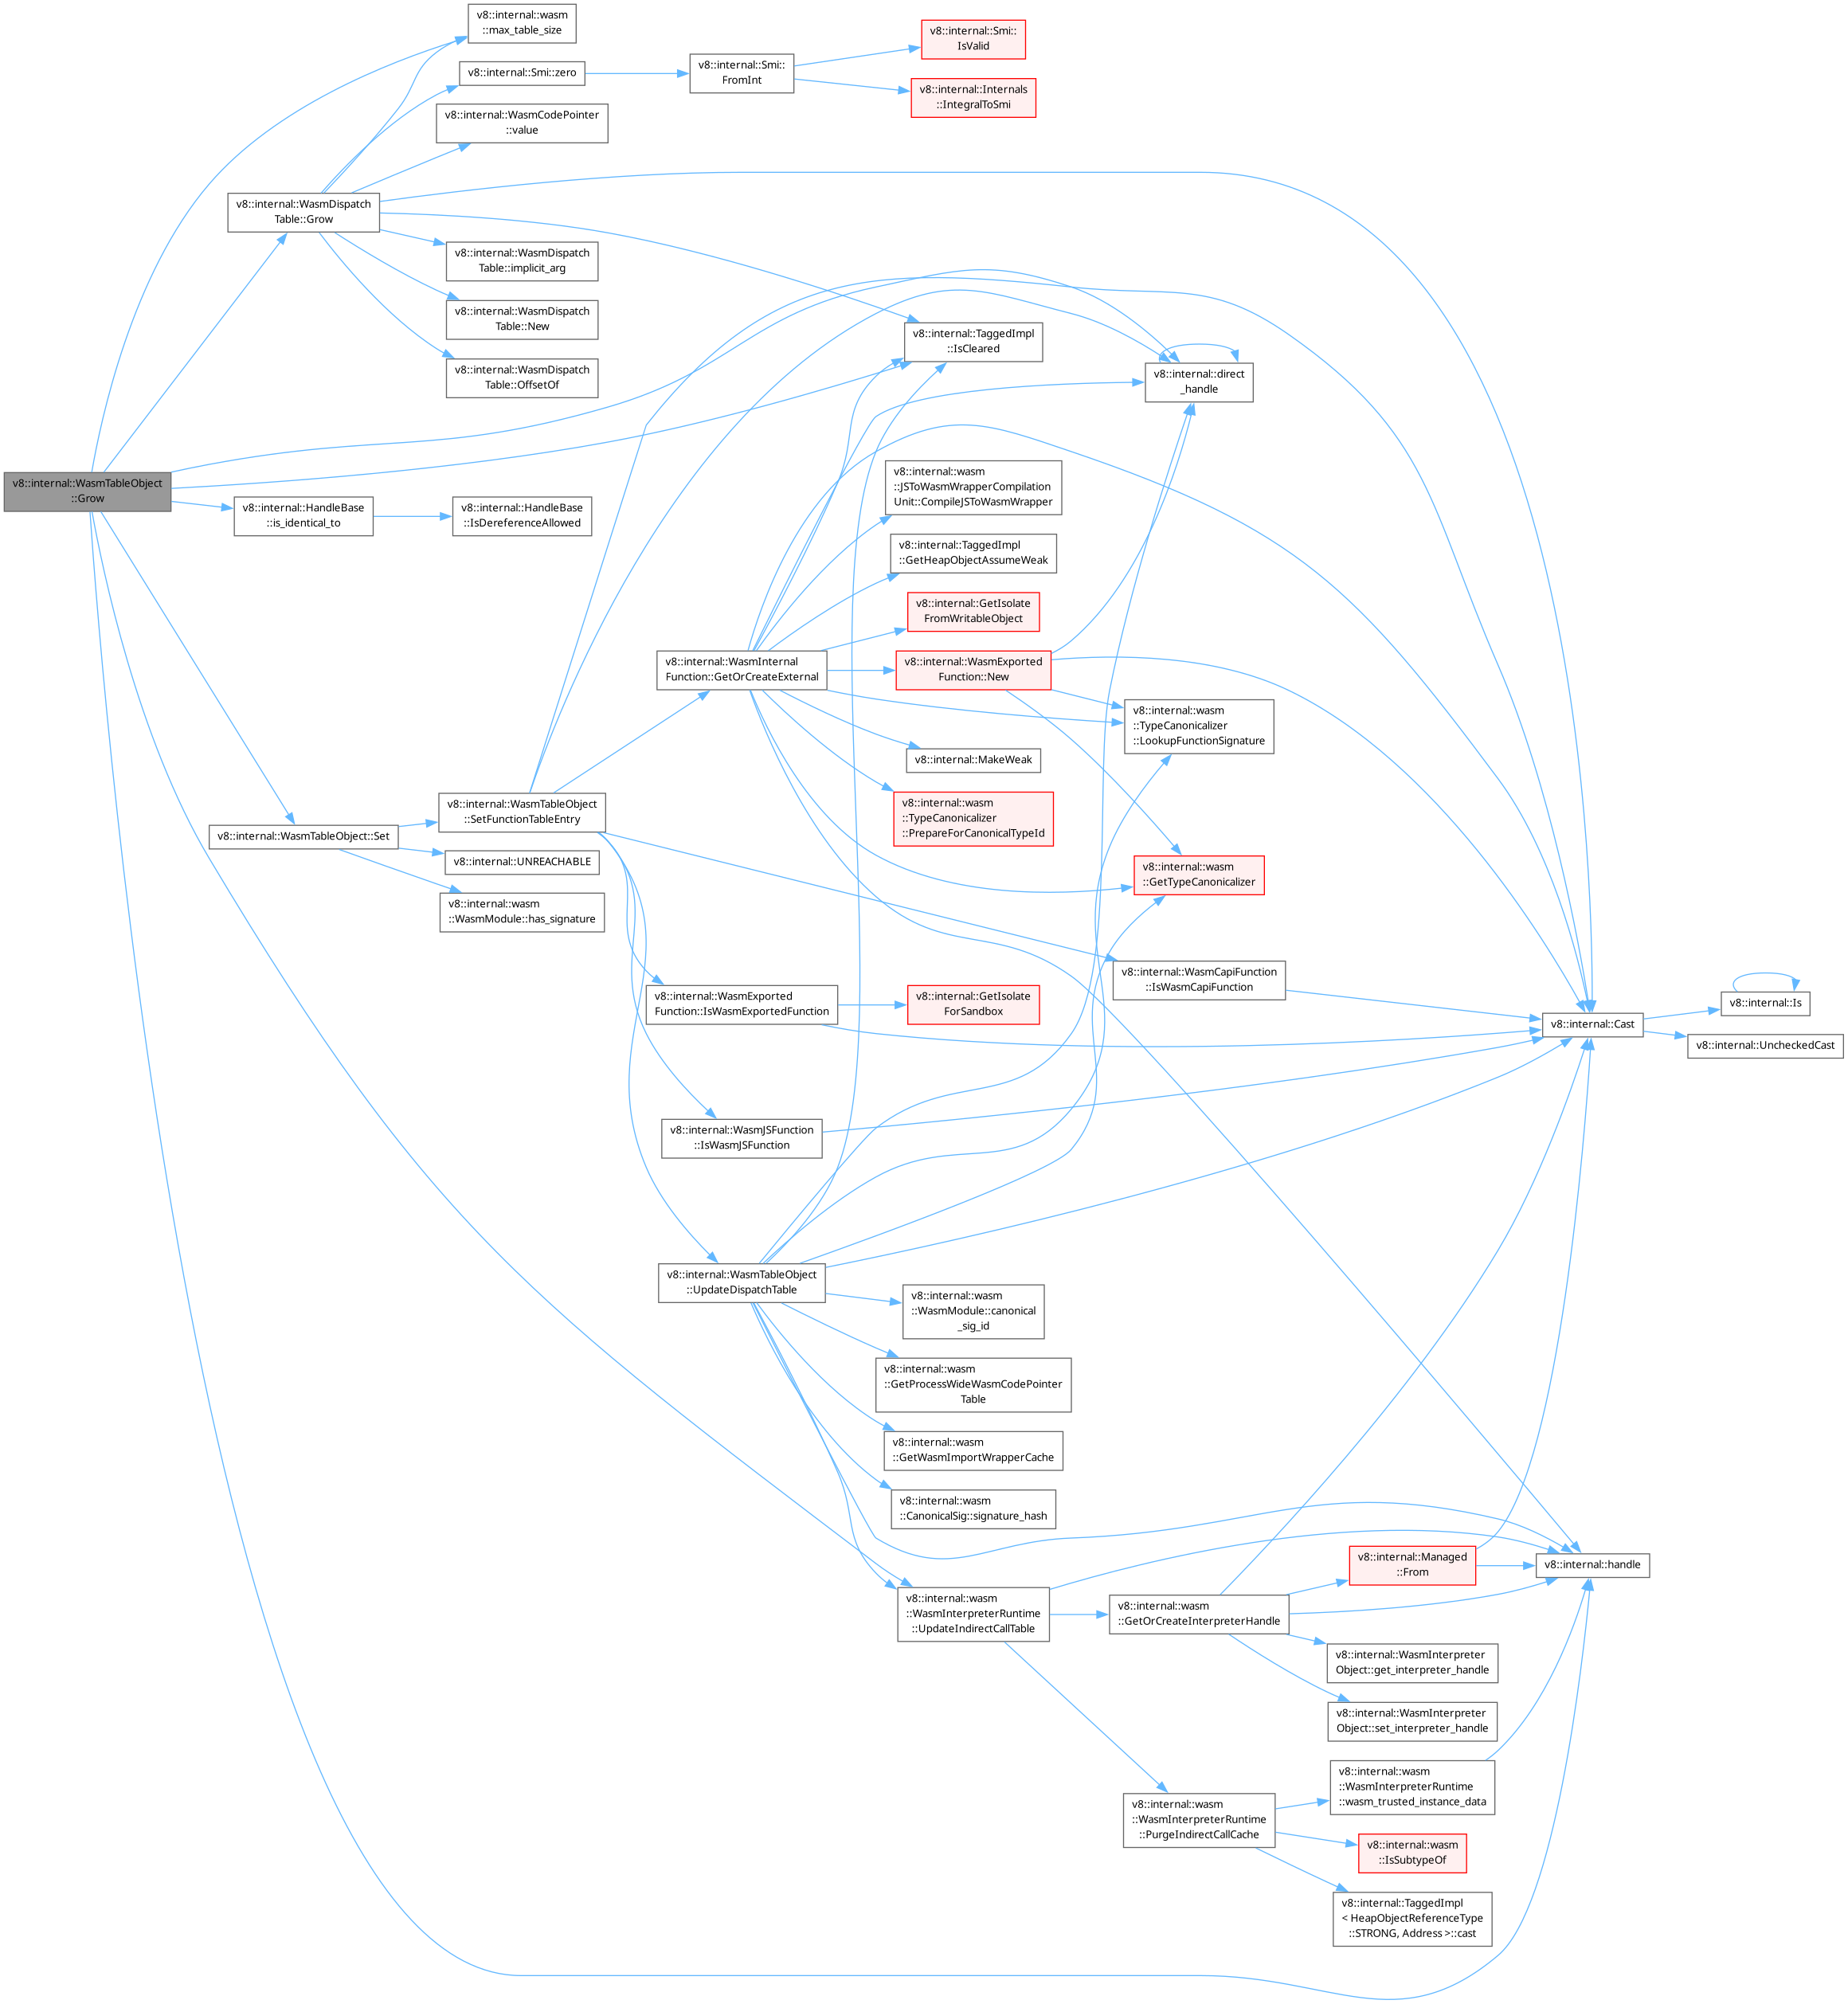 v8::internal::wasm
::max_table_size
v8::internal::Smi::
IsValid
v8::internal::Smi::zero
v8::internal::Smi::
FromInt
v8::internal::Internals
::IntegralToSmi
v8::internal::WasmCodePointer
::value
v8::internal::WasmDispatch
Table::Grow
v8::internal::WasmDispatch
Table::implicit_arg
v8::internal::WasmDispatch
Table::New
v8::internal::WasmDispatch
Table::OffsetOf
v8::internal::TaggedImpl
::IsCleared
v8::internal::direct
_handle
v8::internal::WasmTableObject
::Grow
v8::internal::HandleBase
::is_identical_to
v8::internal::HandleBase
::IsDereferenceAllowed
v8::internal::wasm
::JSToWasmWrapperCompilation
Unit::CompileJSToWasmWrapper
v8::internal::TaggedImpl
::GetHeapObjectAssumeWeak
v8::internal::GetIsolate
FromWritableObject
v8::internal::WasmInternal
Function::GetOrCreateExternal
v8::internal::WasmExported
Function::New
v8::internal::wasm
::TypeCanonicalizer
::LookupFunctionSignature
v8::internal::MakeWeak
v8::internal::WasmTableObject
::SetFunctionTableEntry
v8::internal::wasm
::TypeCanonicalizer
::PrepareForCanonicalTypeId
v8::internal::WasmTableObject::Set
v8::internal::UNREACHABLE
v8::internal::wasm
::GetTypeCanonicalizer
v8::internal::wasm
::WasmModule::has_signature
v8::internal::WasmCapiFunction
::IsWasmCapiFunction
v8::internal::WasmExported
Function::IsWasmExportedFunction
v8::internal::GetIsolate
ForSandbox
v8::internal::Is
v8::internal::Cast
v8::internal::UncheckedCast
v8::internal::WasmJSFunction
::IsWasmJSFunction
v8::internal::WasmTableObject
::UpdateDispatchTable
v8::internal::wasm
::WasmModule::canonical
_sig_id
v8::internal::wasm
::GetProcessWideWasmCodePointer
Table
v8::internal::wasm
::GetWasmImportWrapperCache
v8::internal::wasm
::CanonicalSig::signature_hash
v8::internal::Managed
::From
v8::internal::handle
v8::internal::wasm
::WasmInterpreterRuntime
::UpdateIndirectCallTable
v8::internal::wasm
::GetOrCreateInterpreterHandle
v8::internal::WasmInterpreter
Object::get_interpreter_handle
v8::internal::WasmInterpreter
Object::set_interpreter_handle
v8::internal::wasm
::WasmInterpreterRuntime
::wasm_trusted_instance_data
v8::internal::wasm
::WasmInterpreterRuntime
::PurgeIndirectCallCache
v8::internal::wasm
::IsSubtypeOf
v8::internal::TaggedImpl
< HeapObjectReferenceType
::STRONG, Address >::cast